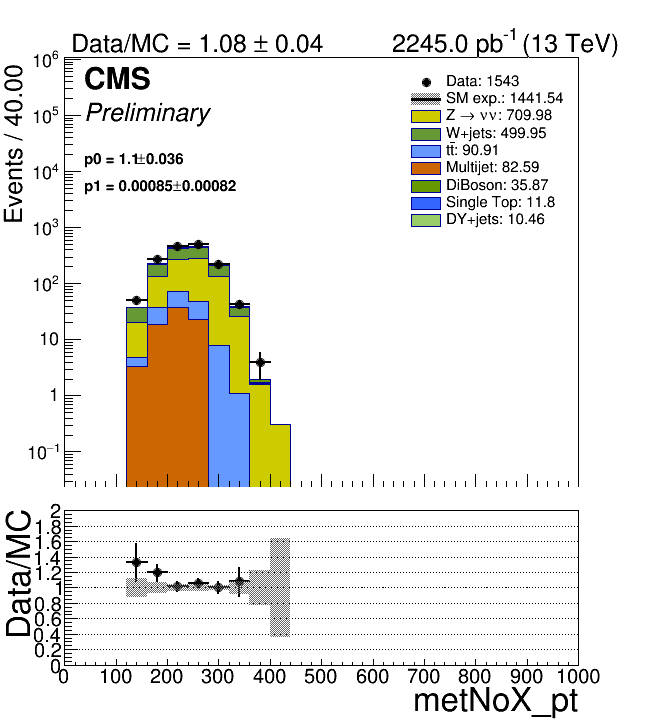 Data/MC = 1.08 ± 0.04
2245.0 pb⁻¹ (13 TeV)
CMS
Preliminary
p0 = 1.1±0.036
p1 = 0.00085±0.00082
Data: 1543
SM exp.: 1441.54
Z → νν: 709.98
W+jets: 499.95
tt̄: 90.91
Multijet: 82.59
DiBoson: 35.87
Single Top: 11.8
DY+jets: 10.46
Events / 40.00
10⁶
10⁵
10⁴
10³
10²
10
1
10⁻¹
Data/MC
2
1.8
1.6
1.4
1.2
1
0.8
0.6
0.4
0.2
0
0 100 200 300 400 500 600 700 800 900 1000
metNoX_pt